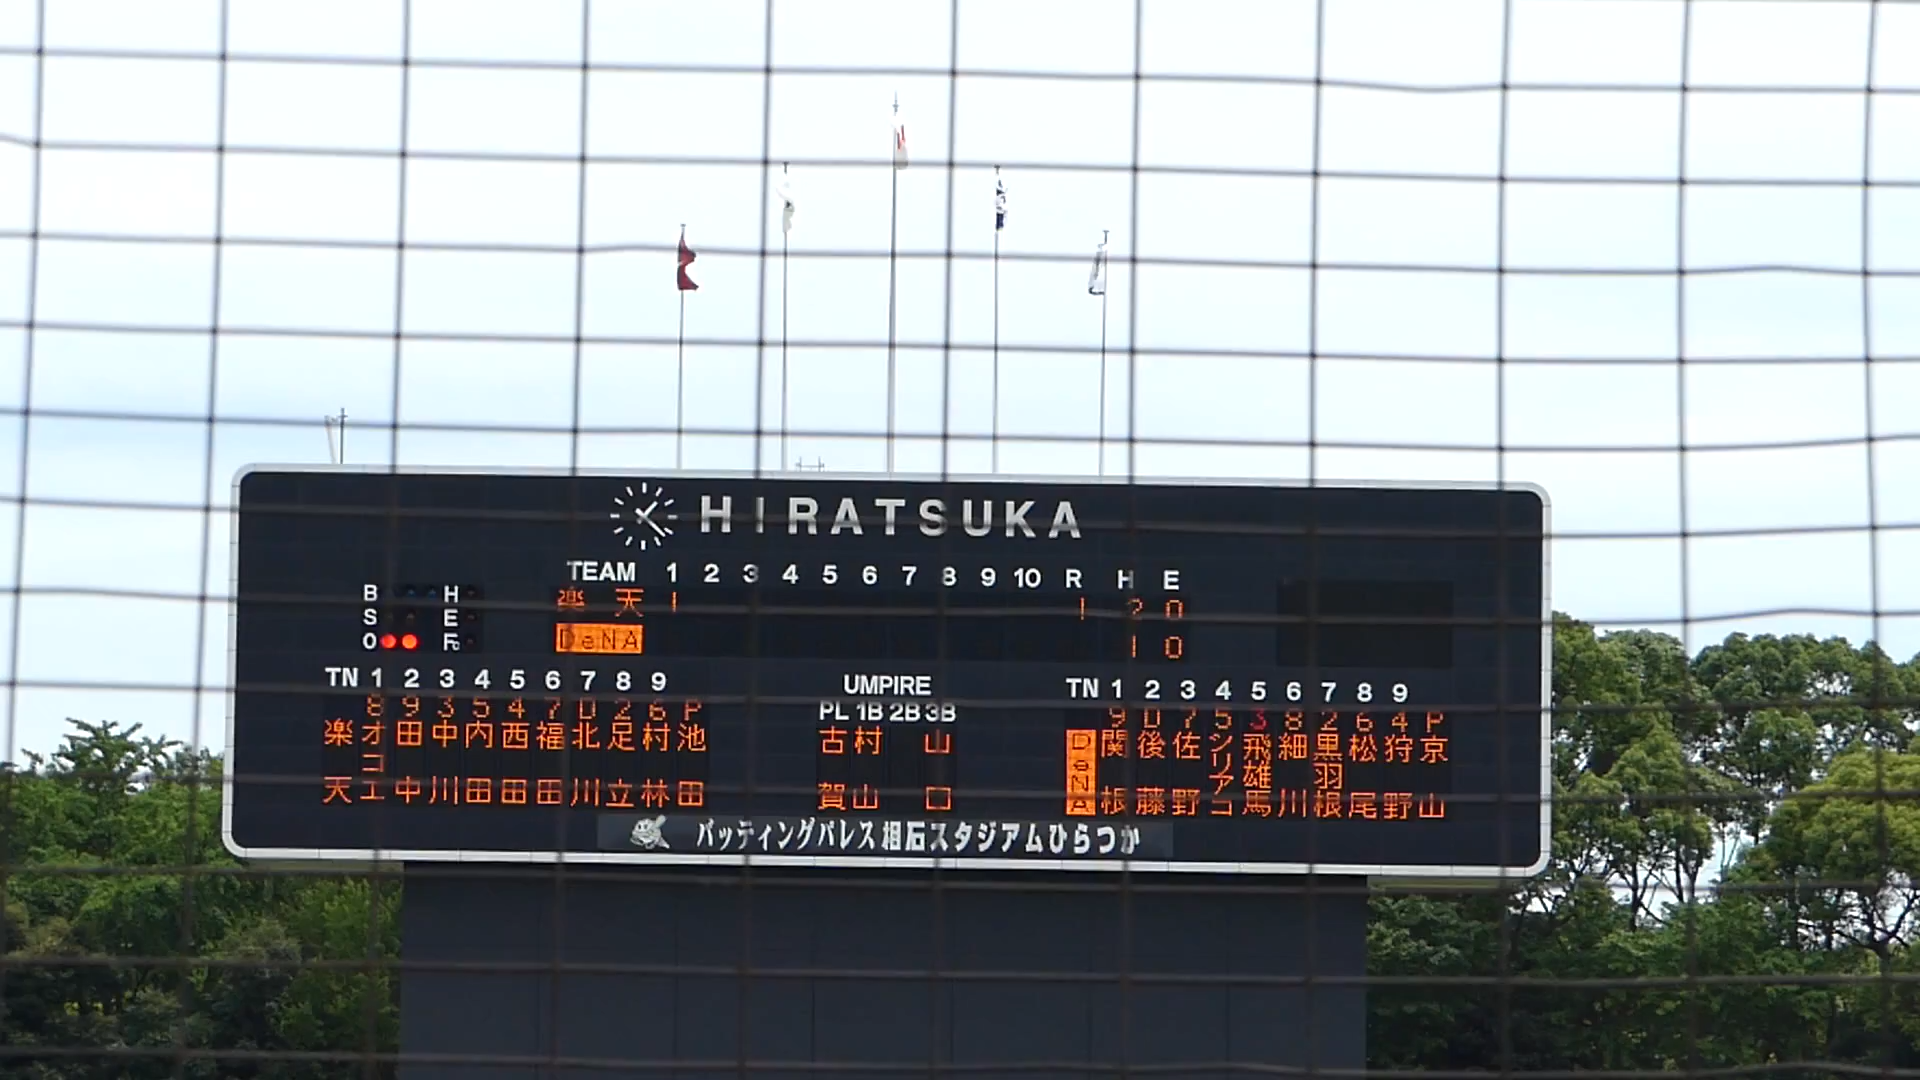 HIRATSUKA
TEAM 1 2 3 4 5 6 7 8 9 10 R H E
楽天 1 1 2 0
DeNA 1 0
B H
S E
O Fc
TN 1 2 3 4 5 6 7 8 9
8 9 3 5 4 7 D 2 6 P
楽天 オコエ 田中 中川 内田 西田 福田 北川 足立 村林 池田
UMPIRE
PL 1B 2B 3B
古賀 村山 山口
TN 1 2 3 4 5 6 7 8 9
9 D 7 5 3 8 2 6 4 P
DeNA 関根 後藤 佐野 シリアコ 飛雄馬 細川 黒羽根 松尾 狩野 京山
バッティングパレス相石スタジアムひらつか